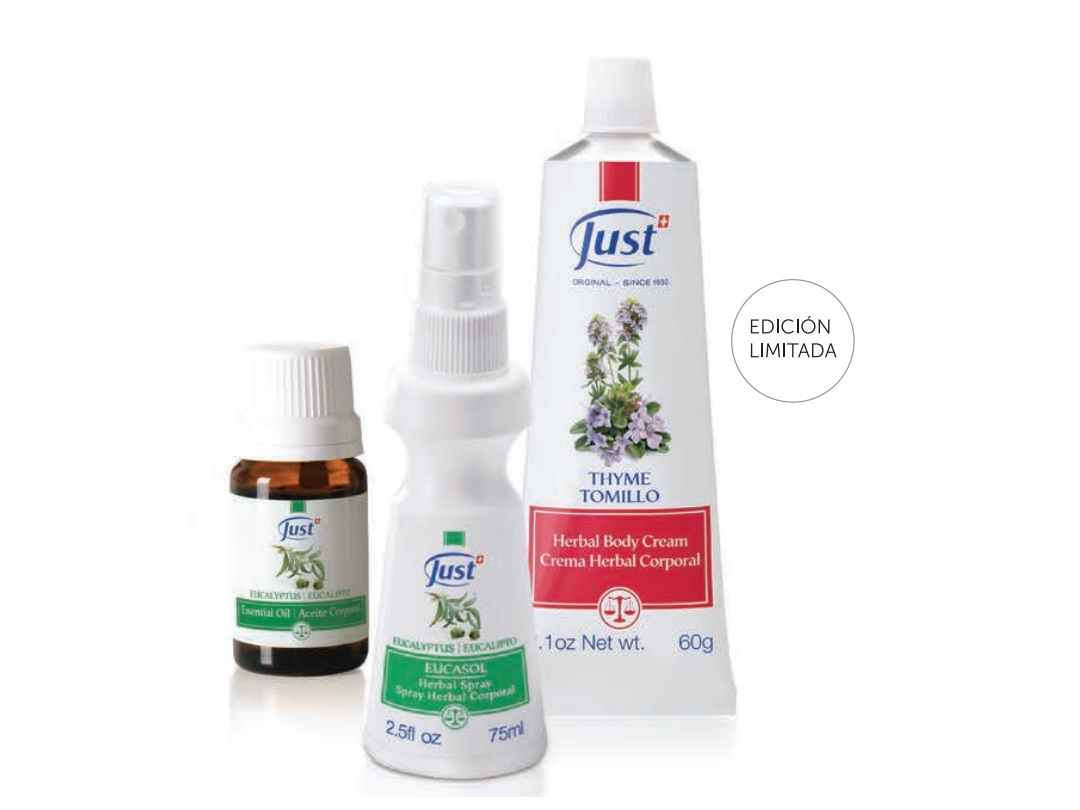 Just
ORIGINAL - SINCE 1930
THYME
TOMILLO
Herbal Body Cream
Crema Herbal Corporal
.1oz Net wt. 60g
EDICIÓN
LIMITADA
Just
EUCALYPTUS | EUCALIPTO
Essential Oil | Aceite Corporal
Just
EUCALYPTUS | EUCALIPTO
EUCASOL
Herbal Spray
Spray Herbal Corporal
2.5fl oz 75ml